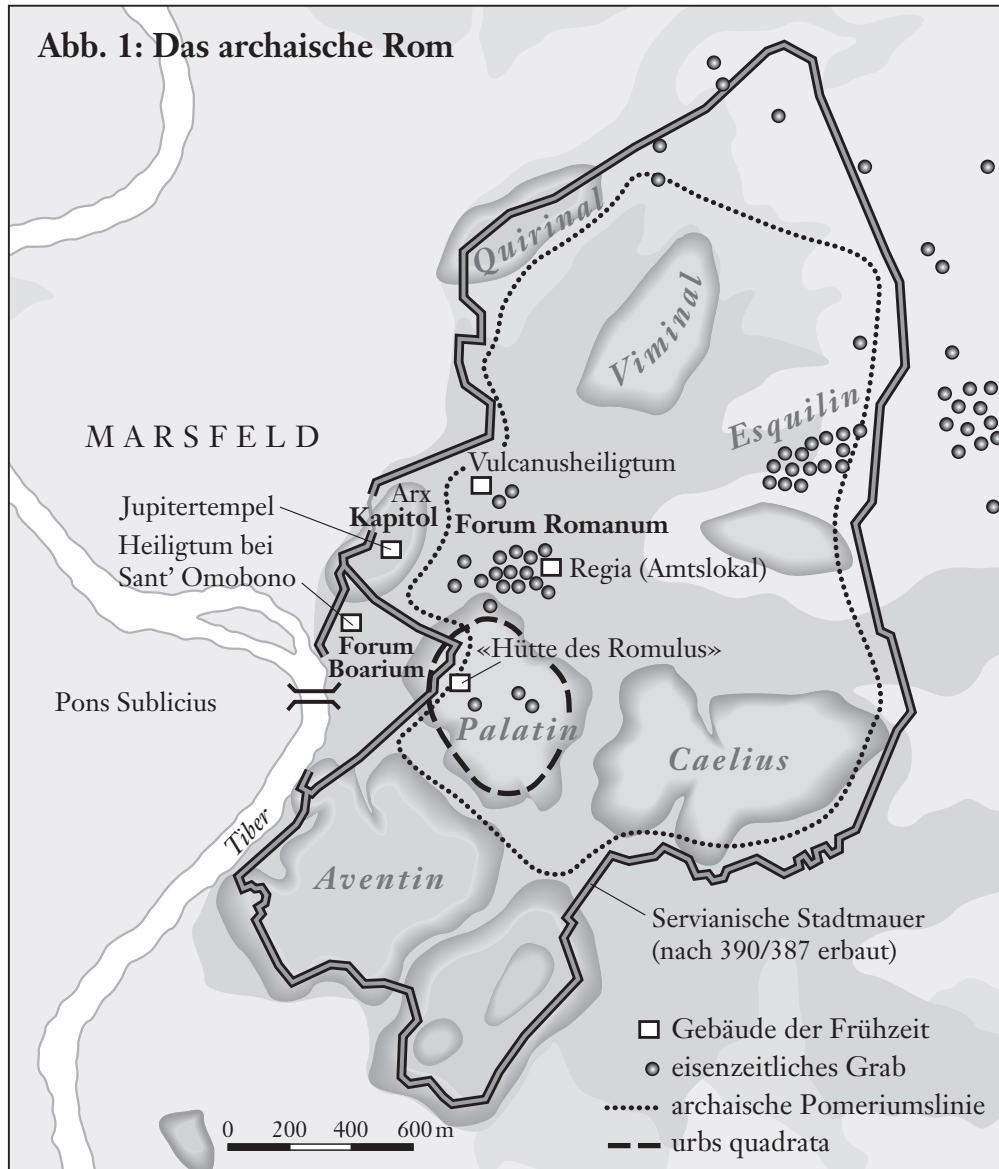 Abb. 1: Das archaische Rom
Quirinal
Viminal
Esquilin
MARSFELD
Vulcanusheiligtum
Arx
Kapitol
Jupitertempel
Forum Romanum
Heiligtum bei
Sant' Omobono
Regia (Amtslokal)
Forum
Boarium
«Hütte des Romulus»
Pons Sublicius
Palatin
Caelius
Tiber
Aventin
Servianische Stadtmauer
(nach 390/387 erbaut)
Gebäude der Frühzeit
eisenzeitliches Grab
archaische Pomeriumslinie
urbs quadrata
0 200 400 600 m